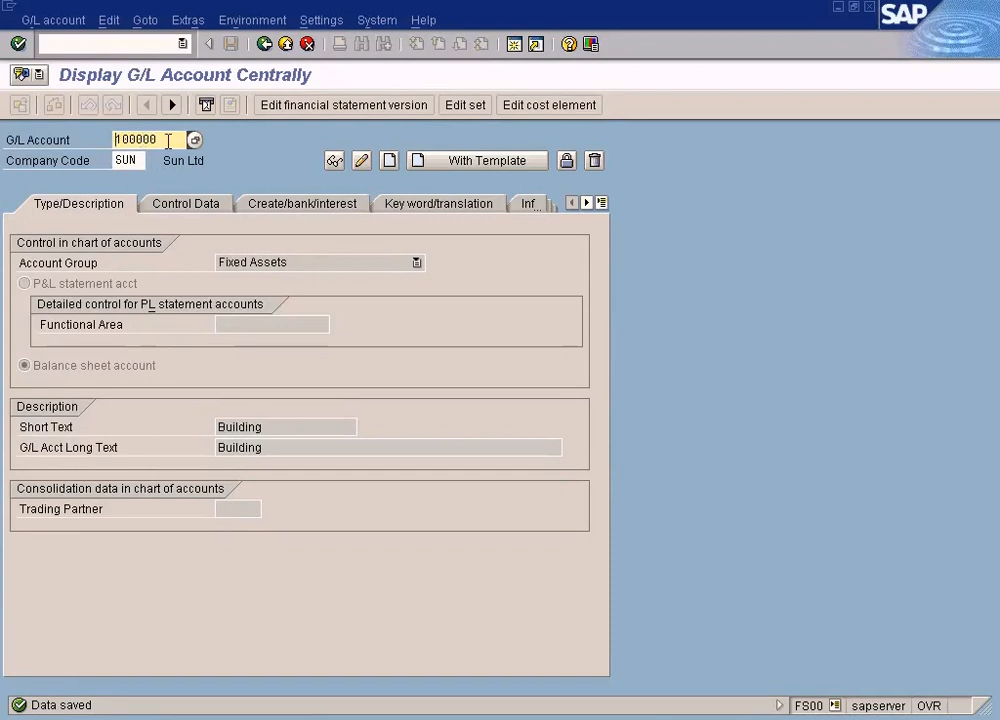 G/L account Edit Goto Extras Environment Settings System Help
SAP
Display G/L Account Centrally
Edit financial statement version Edit set Edit cost element
G/L Account 100000
Company Code SUN Sun Ltd With Template
Type/Description Control Data Create/bank/interest Key word/translation Inf...
Control in chart of accounts
Account Group Fixed Assets
P&L statement acct
Detailed control for PL statement accounts
Functional Area
Balance sheet account
Description
Short Text Building
G/L Acct Long Text Building
Consolidation data in chart of accounts
Trading Partner
Data saved FS00 sapserver OVR